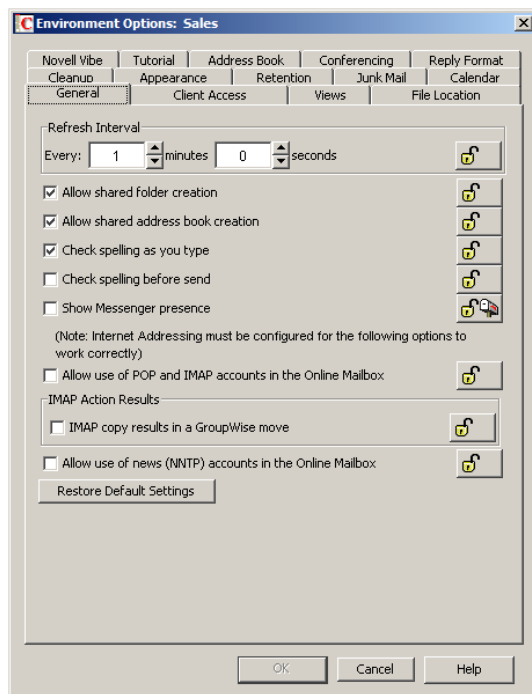 Environment Options: Sales
Novell Vibe Tutorial Address Book Conferencing Reply Format
Cleanup Appearance Retention Junk Mail Calendar
General Client Access Views File Location
Refresh Interval
Every: 1 minutes 0 seconds
Allow shared folder creation
Allow shared address book creation
Check spelling as you type
Check spelling before send
Show Messenger presence
(Note: Internet Addressing must be configured for the following options to
work correctly)
Allow use of POP and IMAP accounts in the Online Mailbox
IMAP Action Results
IMAP copy results in a GroupWise move
Allow use of news (NNTP) accounts in the Online Mailbox
Restore Default Settings
OK Cancel Help